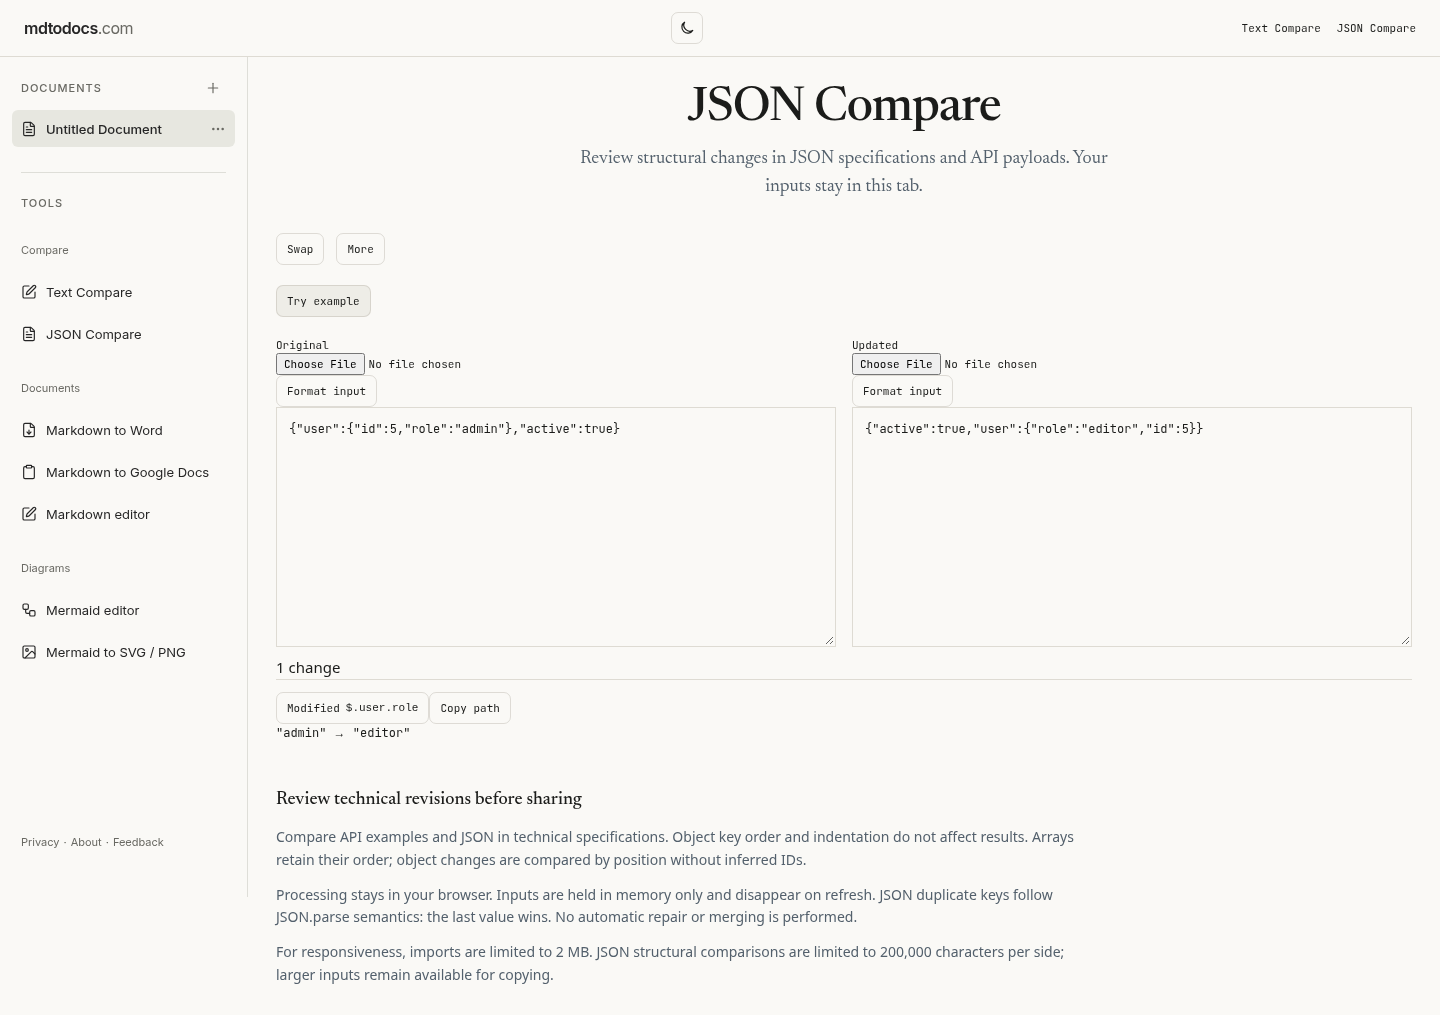 mdtodocs.com
Text Compare
JSON Compare
DOCUMENTS
Untitled Document
TOOLS
Compare
Text Compare
JSON Compare
Documents
Markdown to Word
Markdown to Google Docs
Markdown editor
Diagrams
Mermaid editor
Mermaid to SVG / PNG
Privacy · About · Feedback
JSON Compare
Review structural changes in JSON specifications and API payloads. Your
inputs stay in this tab.
Swap
More
Try example
Original
Choose File No file chosen
Format input
{"user":{"id":5,"role":"admin"},"active":true}
Updated
Choose File No file chosen
Format input
{"active":true,"user":{"role":"editor","id":5}}
1 change
Modified $.user.role
Copy path
"admin" → "editor"
Review technical revisions before sharing
Compare API examples and JSON in technical specifications. Object key order and indentation do not affect results. Arrays
retain their order; object changes are compared by position without inferred IDs.
Processing stays in your browser. Inputs are held in memory only and disappear on refresh. JSON duplicate keys follow
JSON.parse semantics: the last value wins. No automatic repair or merging is performed.
For responsiveness, imports are limited to 2 MB. JSON structural comparisons are limited to 200,000 characters per side;
larger inputs remain available for copying.